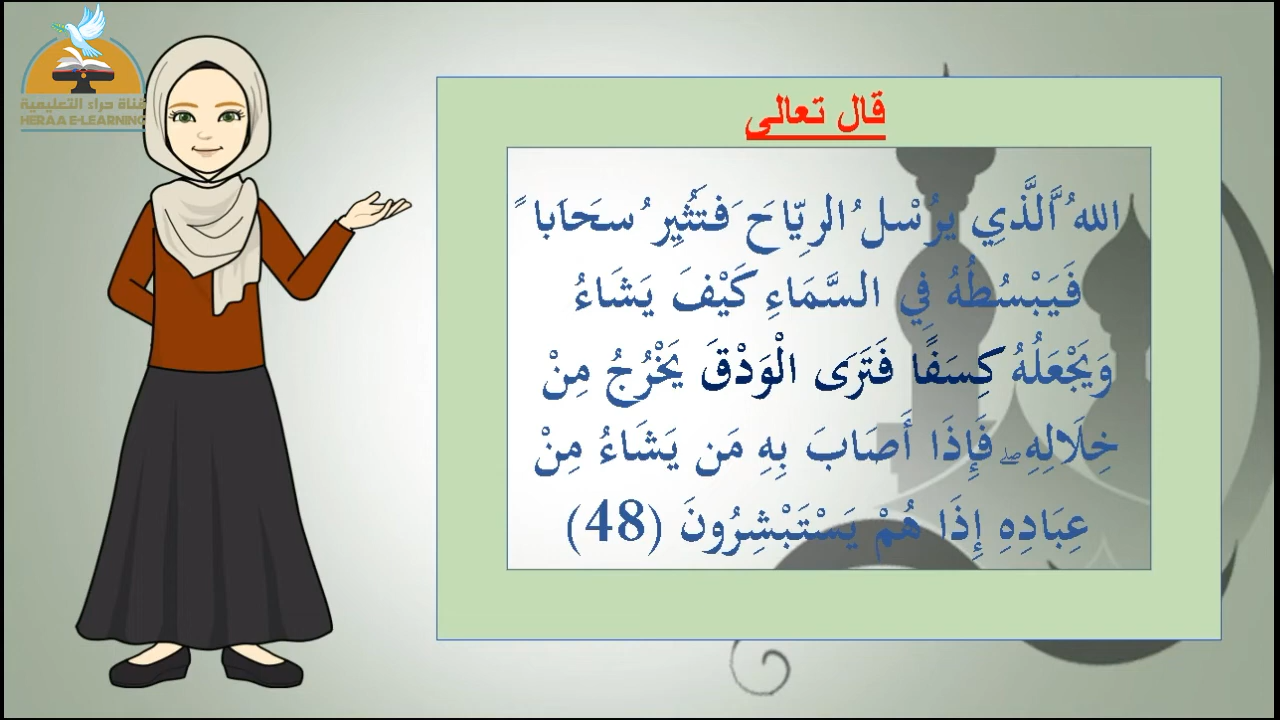 قناة حراء التعليمية
HERAA E-LEARNING
قال تعالى
اللهُ الَّذِي يُرْسِلُ الرِّيَاحَ فَتُثِيرُ سَحَابًا
فَيَبْسُطُهُ فِي السَّمَاءِ كَيْفَ يَشَاءُ
وَيَجْعَلُهُ كِسَفًا فَتَرَى الْوَدْقَ يَخْرُجُ مِنْ
خِلَالِهِ ۖ فَإِذَا أَصَابَ بِهِ مَن يَشَاءُ مِنْ
عِبَادِهِ إِذَا هُمْ يَسْتَبْشِرُونَ (48)